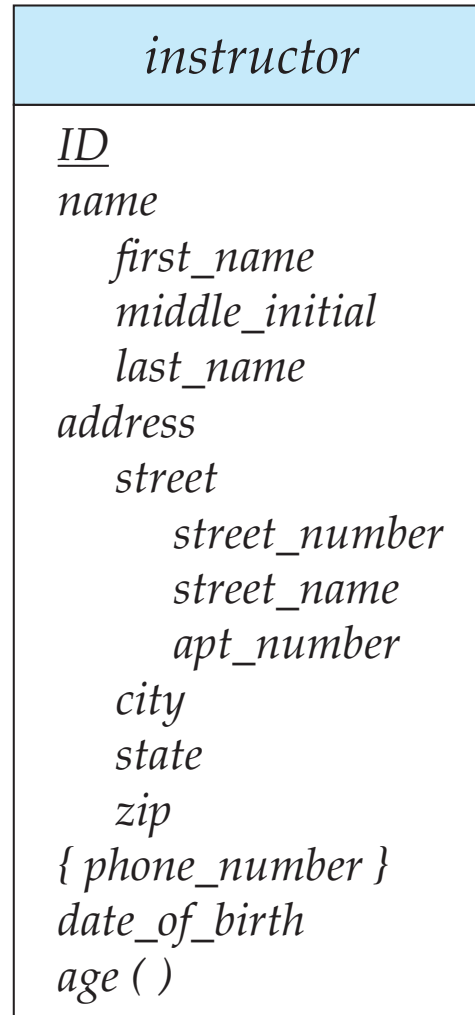 instructor
ID
name
first_name
middle_initial
last_name
address
street
street_number
street_name
apt_number
city
state
zip
{ phone_number }
date_of_birth
age ( )